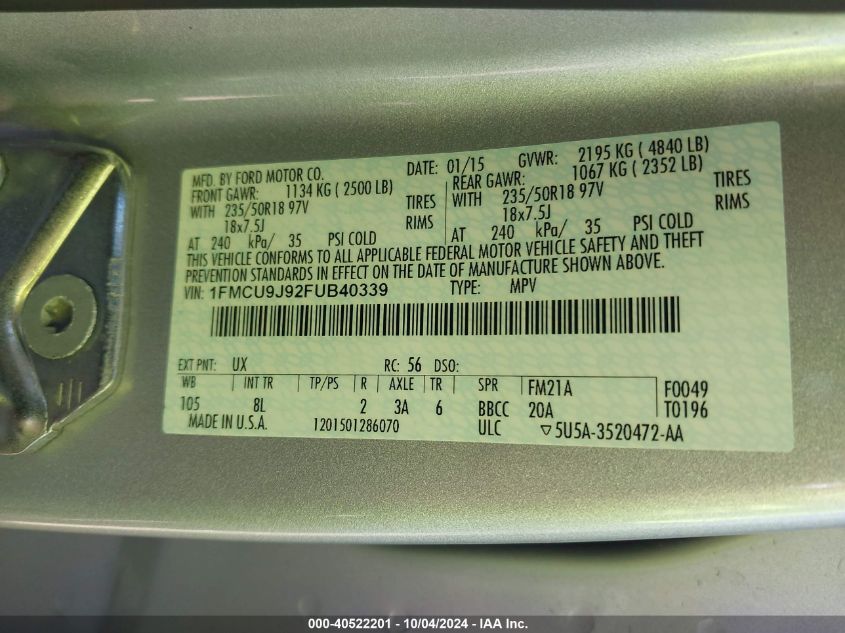 MFD. BY FORD MOTOR CO. DATE: 01/15 GVWR: 2195 KG ( 4840 LB)
FRONT GAWR: 1134 KG ( 2500 LB) REAR GAWR: 1067 KG ( 2352 LB)
WITH 235/50R18 97V TIRES WITH 235/50R18 97V TIRES
18x7.5J RIMS 18x7.5J RIMS
AT 240 kPa/ 35 PSI COLD AT 240 kPa/ 35 PSI COLD
THIS VEHICLE CONFORMS TO ALL APPLICABLE FEDERAL MOTOR VEHICLE SAFETY AND THEFT
PREVENTION STANDARDS IN EFFECT ON THE DATE OF MANUFACTURE SHOWN ABOVE.
VIN: 1FMCU9J92FUB40339 TYPE: MPV
EXT PNT: UX RC: 56 DSO:
WB INT TR TP/PS R AXLE TR SPR FM21A F0049
105 8L 2 3A 6 BBCC 20A T0196
MADE IN U.S.A. 1201501286070 ULC ▽5U5A-3520472-AA
000-40522201 - 10/04/2024 - IAA Inc.